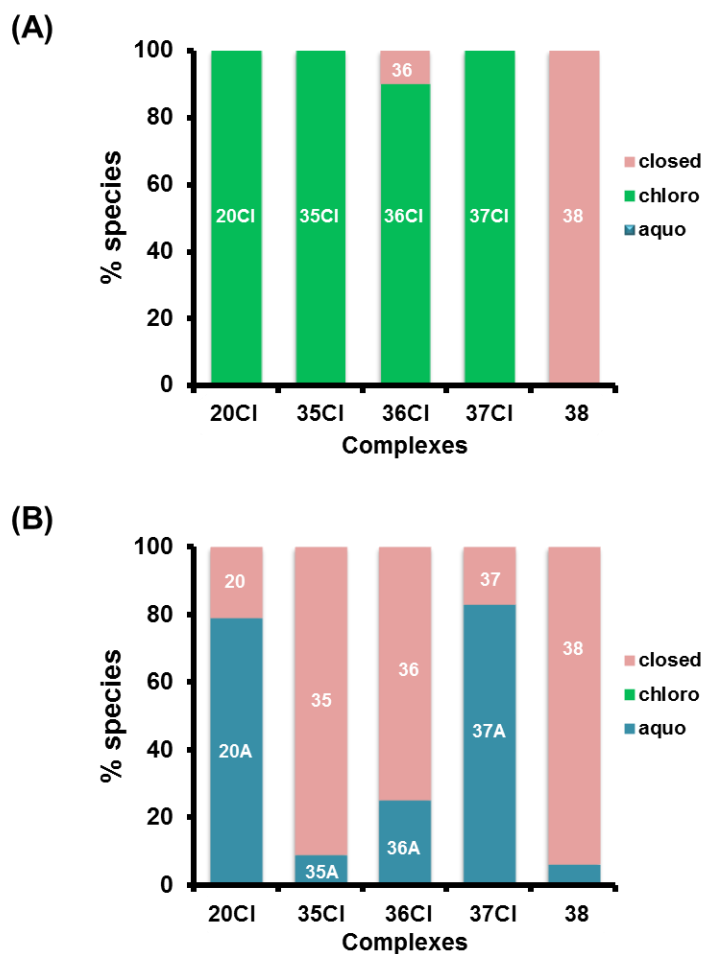 (A)
100
80
60
40
20
0
% species
36
20Cl
35Cl
36Cl
37Cl
38
closed
chloro
aquo
20Cl 35Cl 36Cl 37Cl 38
Complexes
(B)
100
80
60
40
20
0
% species
20
37
35
36
38
20A
37A
36A
35A
closed
chloro
aquo
20Cl 35Cl 36Cl 37Cl 38
Complexes